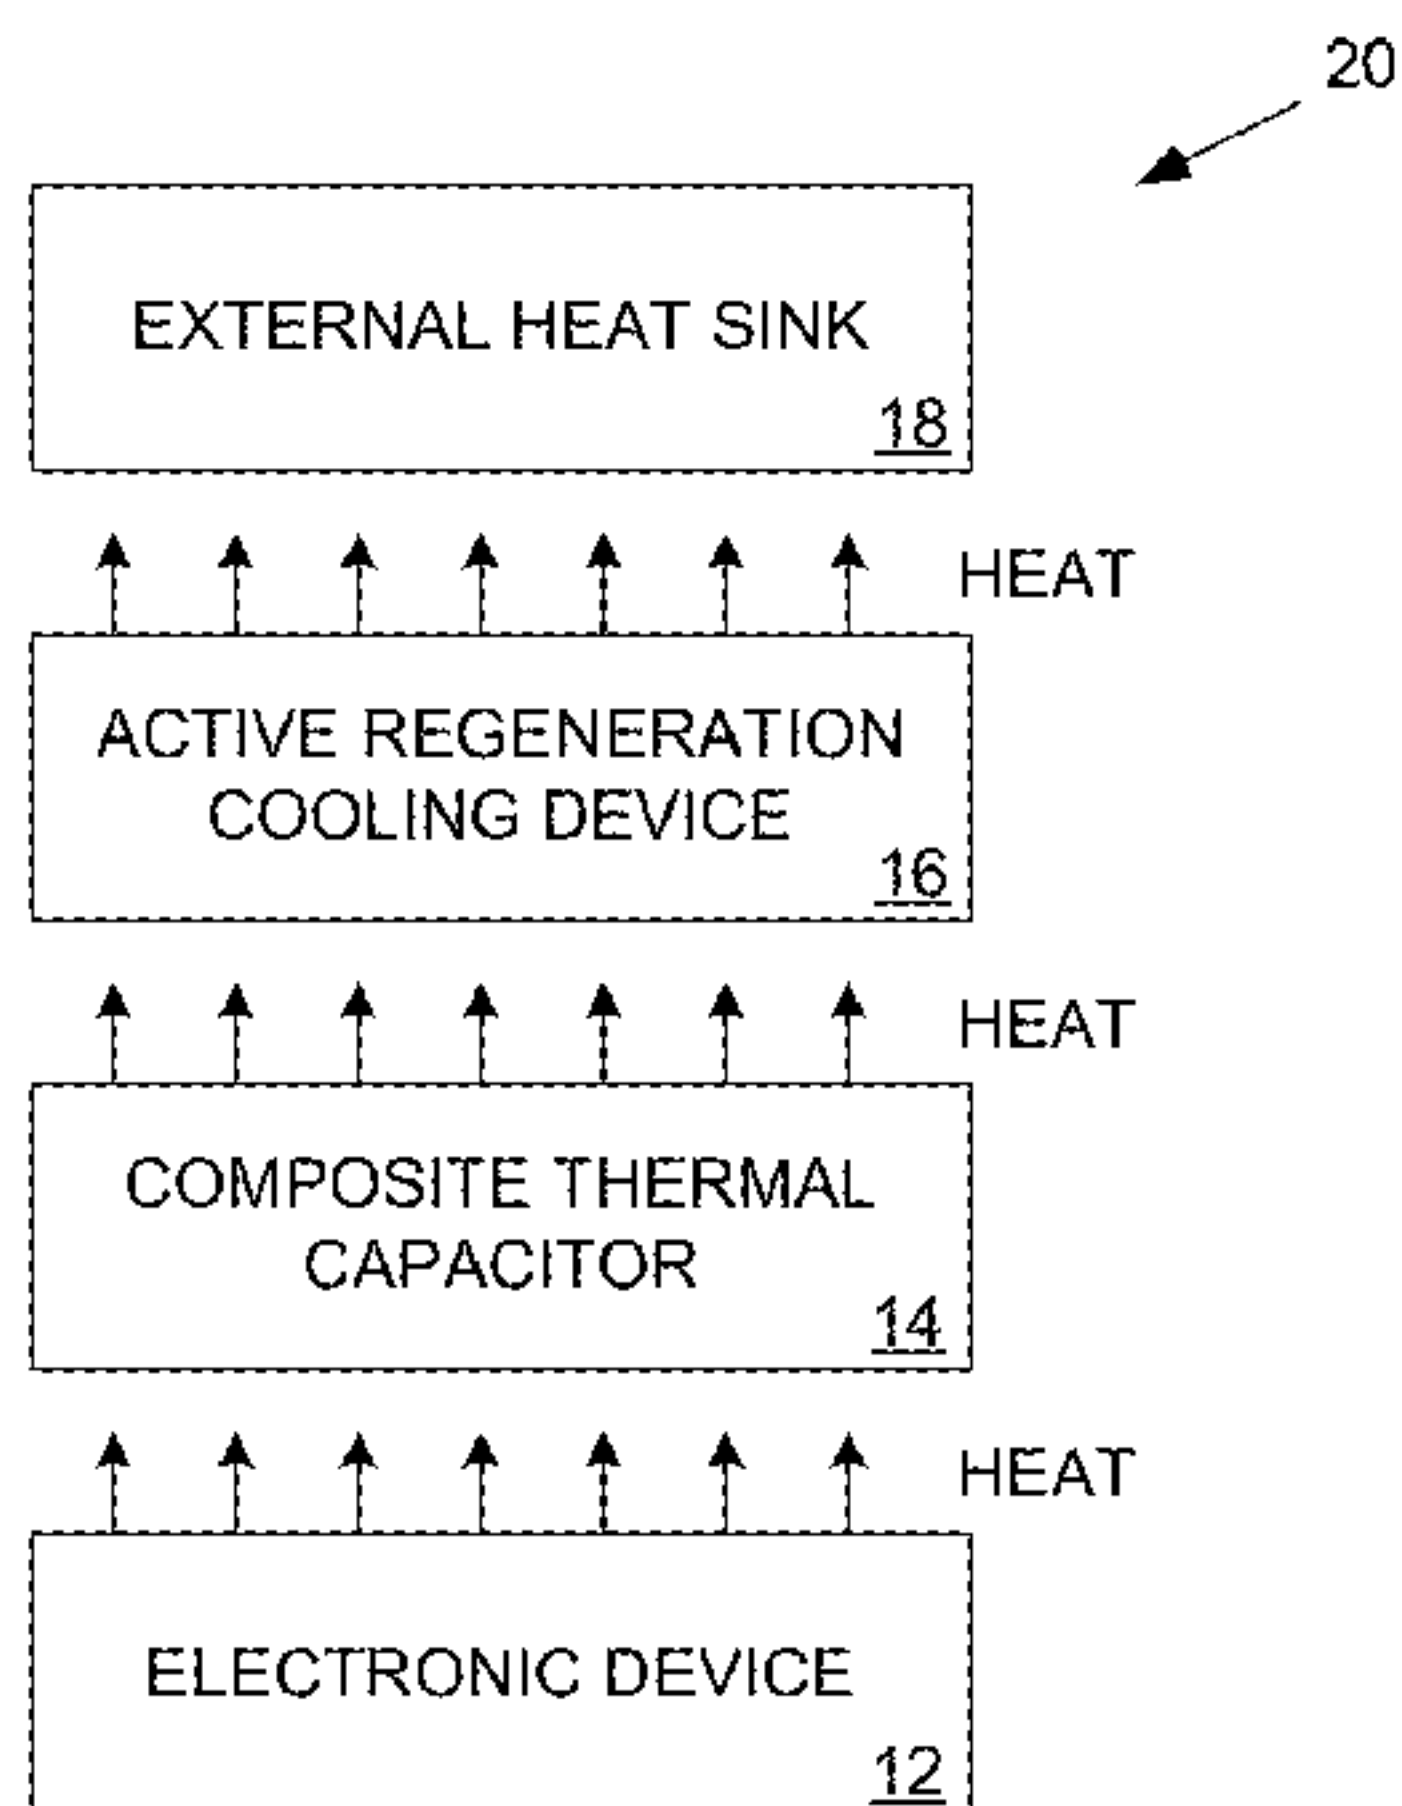 20
EXTERNAL HEAT SINK
18
HEAT
ACTIVE REGENERATION
COOLING DEVICE
16
HEAT
COMPOSITE THERMAL
CAPACITOR
14
HEAT
ELECTRONIC DEVICE
12